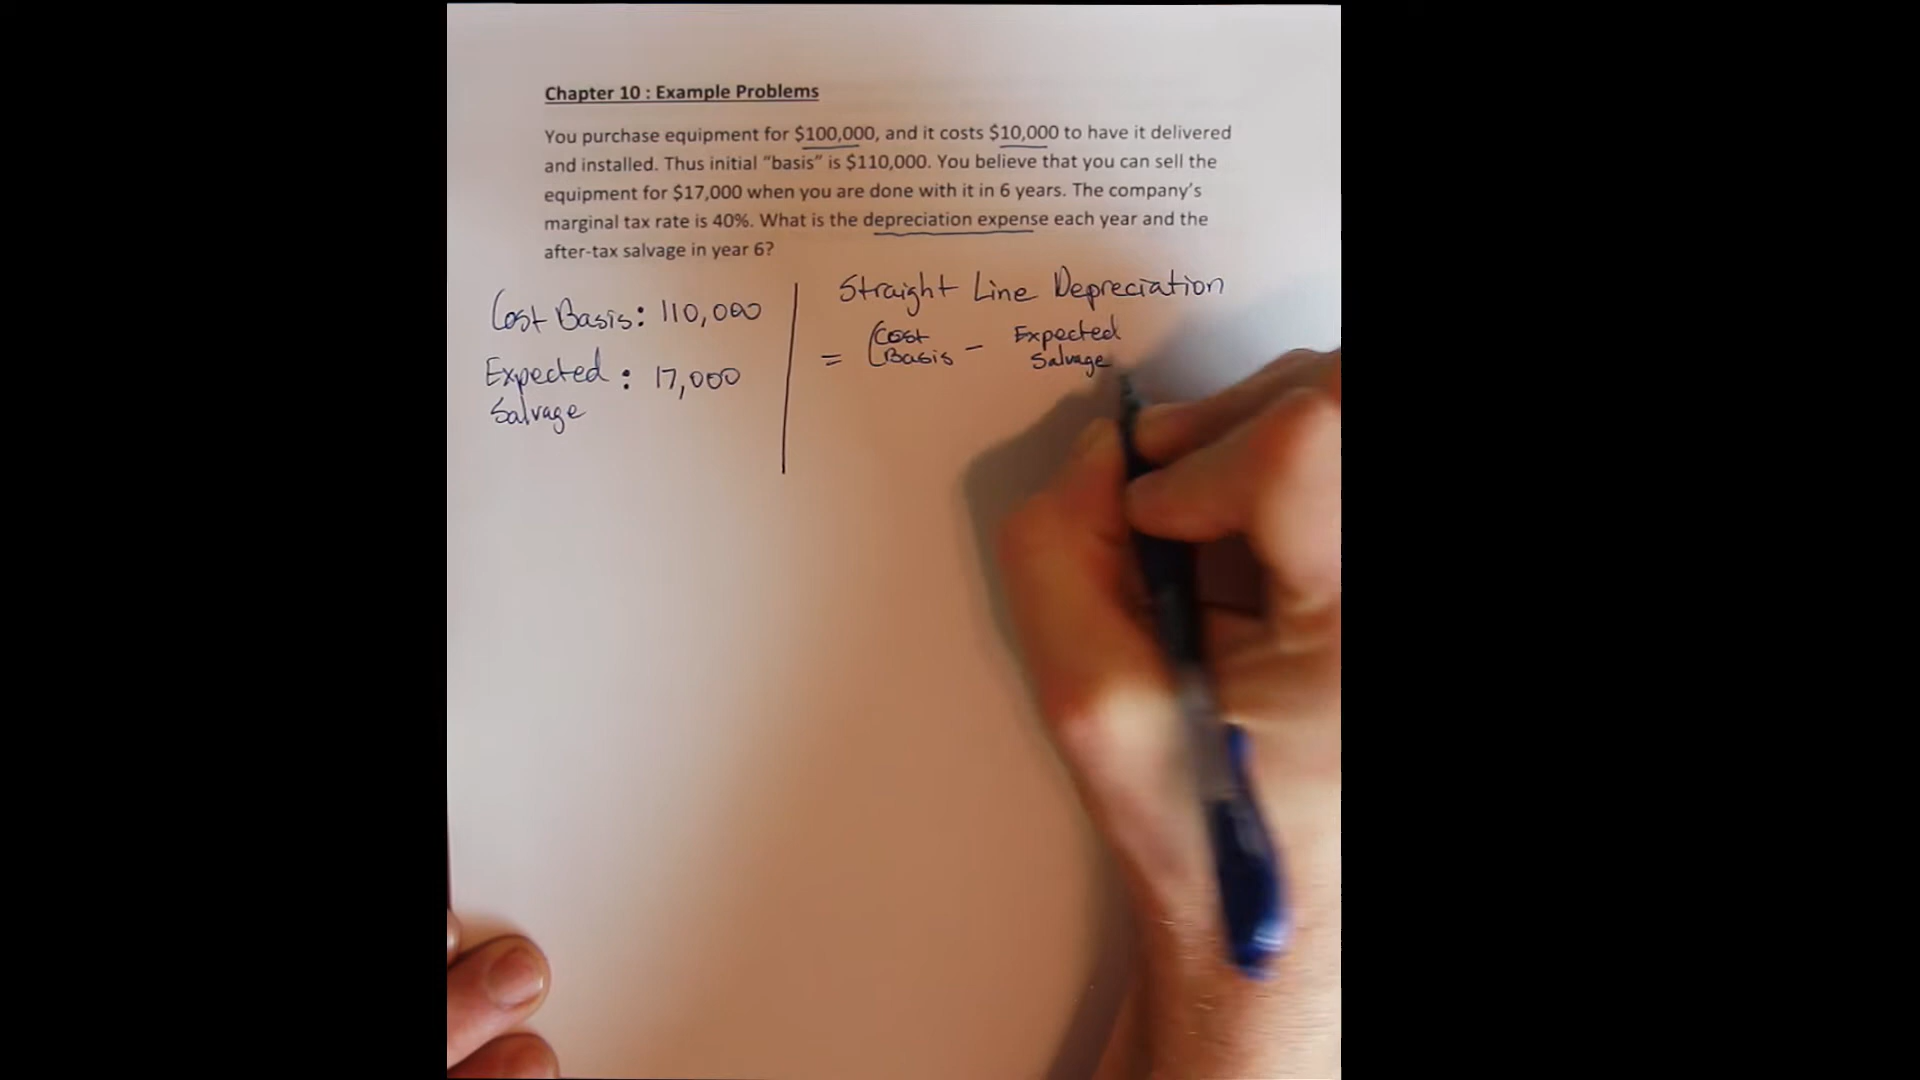 Chapter 10 : Example Problems
You purchase equipment for $100,000, and it costs $10,000 to have it delivered
and installed. Thus initial “basis” is $110,000. You believe that you can sell the
equipment for $17,000 when you are done with it in 6 years. The company’s
marginal tax rate is 40%. What is the depreciation expense each year and the
after-tax salvage in year 6?
Cost Basis: 110,000
Expected : 17,000
Salvage
Straight Line Depreciation
= (Cost Basis - Expected Salvage